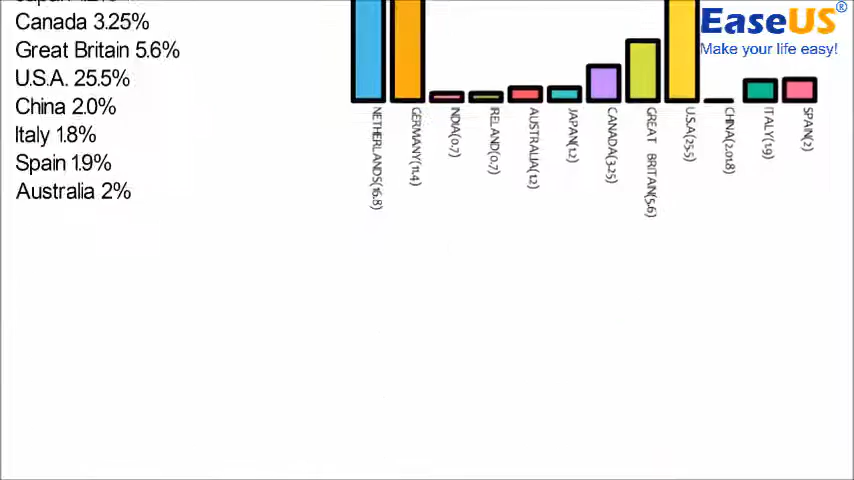 Canada 3.25%
Great Britain 5.6%
U.S.A. 25.5%
China 2.0%
Italy 1.8%
Spain 1.9%
Australia 2%
NETHERLANDS(16.8)
GERMANY(11.4)
INDIA(0.7)
IRELAND(0.7)
AUSTRALIA(1.2)
JAPAN(1.2)
CANADA(3.25)
GREAT BRITAIN(5.6)
U.S.A(25.5)
CHINA(2.018)
ITALY(1.9)
SPAIN(2)
EaseUS®
Make your life easy!